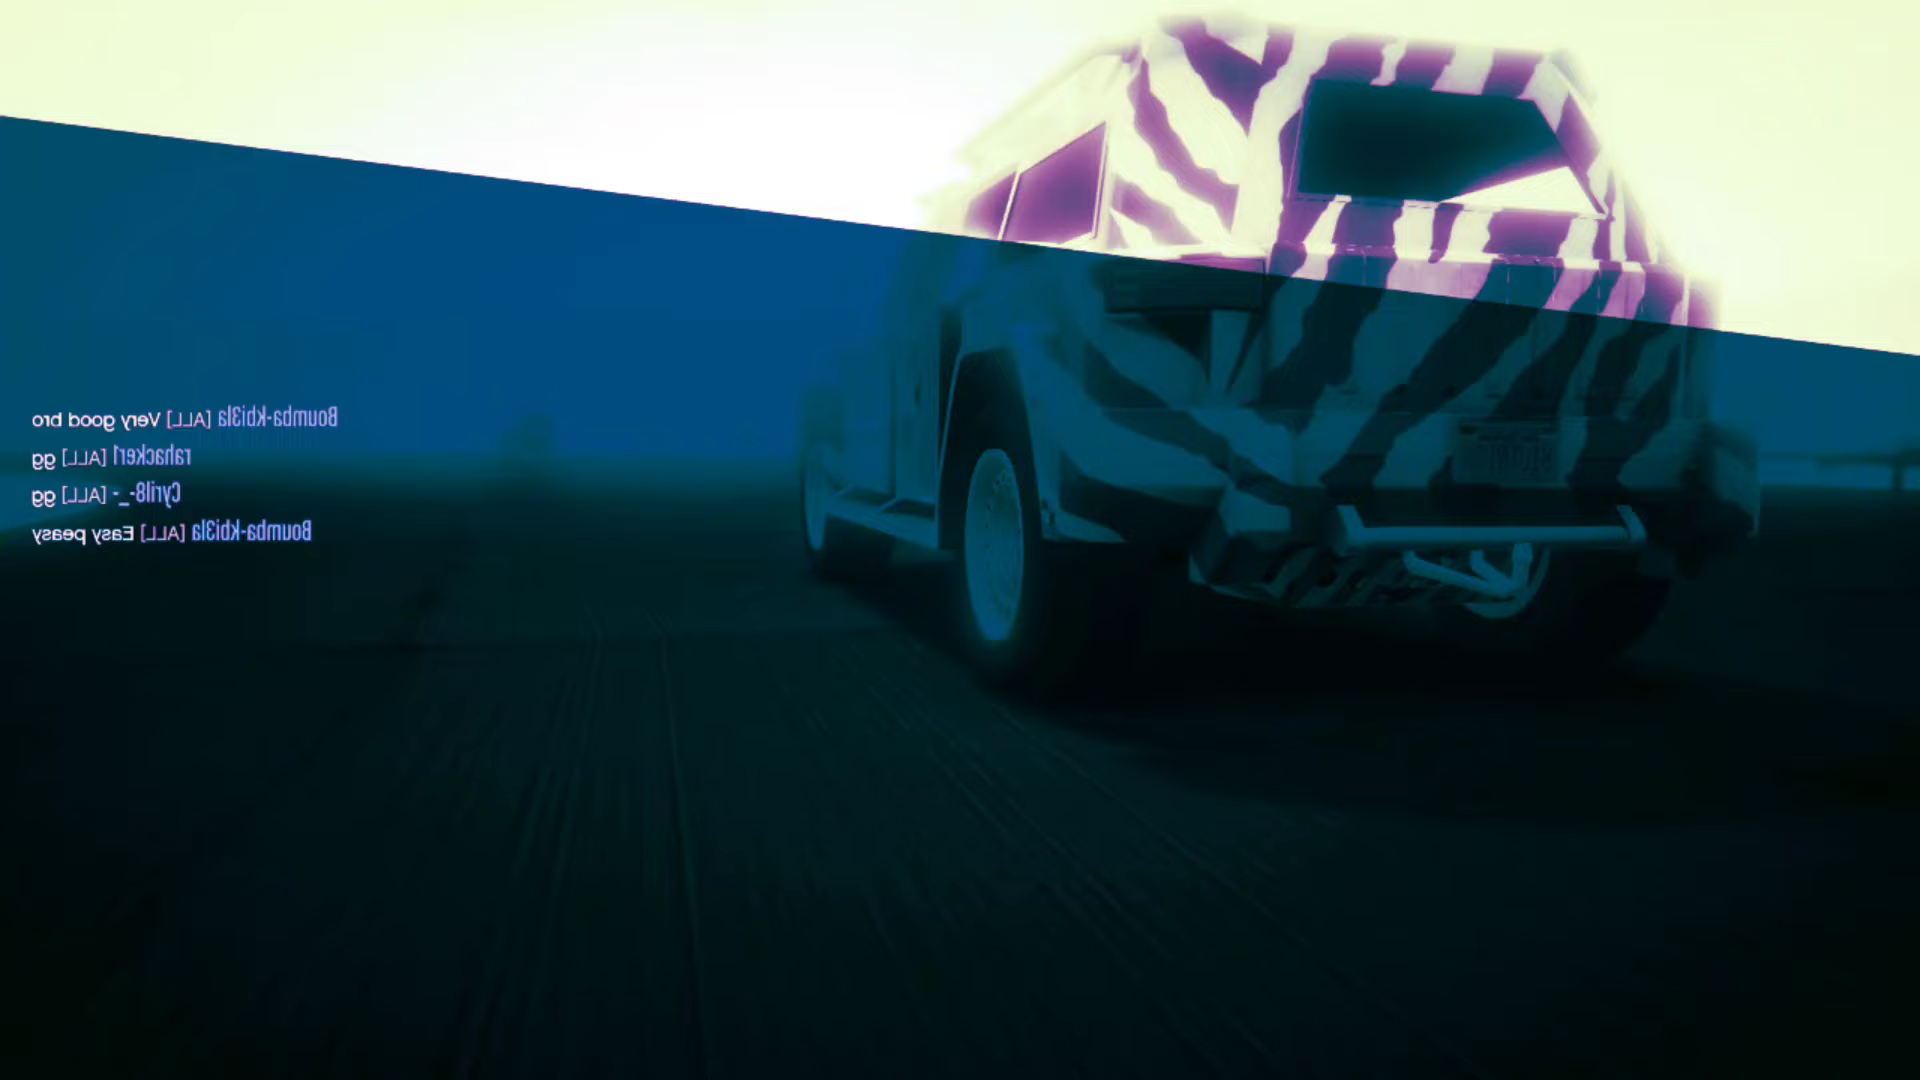 Boumba-kbi3la [ALL] Very good bro
rahacker1 [ALL] gg
Cyril8-_- [ALL] gg
Boumba-kbi3la [ALL] Easy peasy